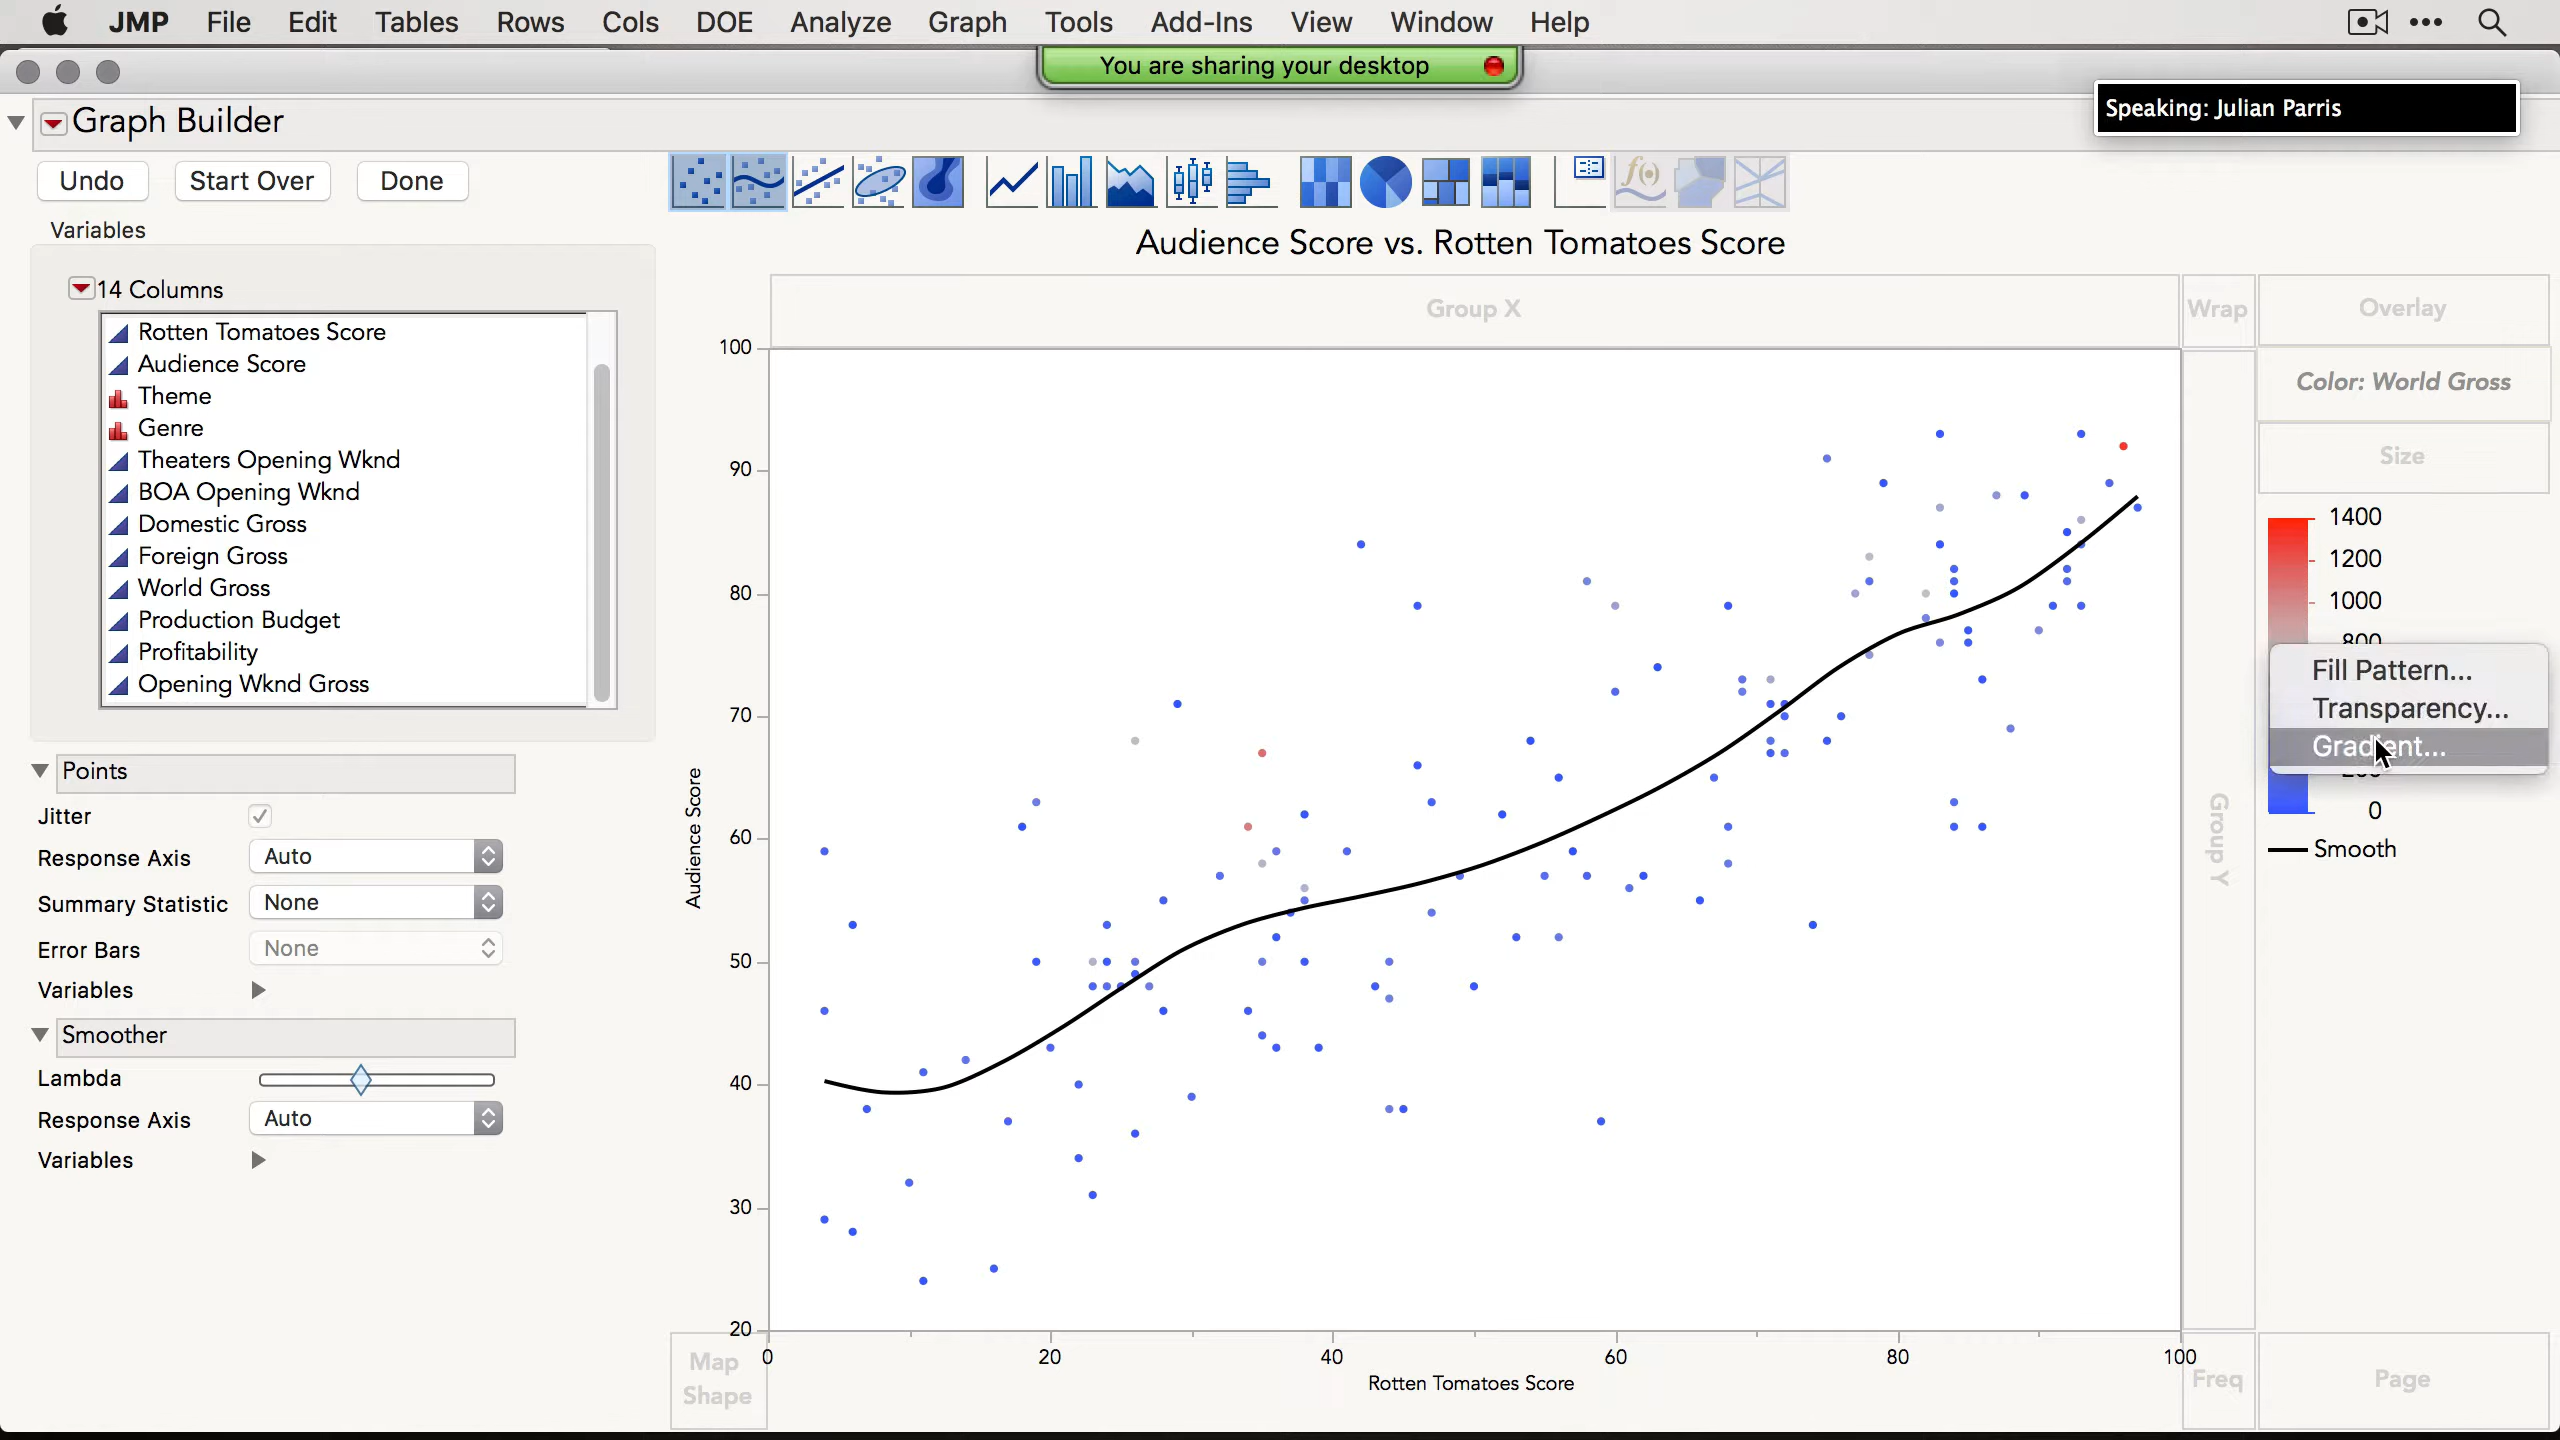 JMP File Edit Tables Rows Cols DOE Analyze Graph Tools Add-Ins View Window Help
You are sharing your desktop
Speaking: Julian Parris
Graph Builder
Undo Start Over Done
Variables
14 Columns
Rotten Tomatoes Score
Audience Score
Theme
Genre
Theaters Opening Wknd
BOA Opening Wknd
Domestic Gross
Foreign Gross
World Gross
Production Budget
Profitability
Opening Wknd Gross
Points
Jitter
Response Axis Auto
Summary Statistic None
Error Bars None
Variables
Smoother
Lambda
Response Axis Auto
Variables
Audience Score vs. Rotten Tomatoes Score
Group X
Wrap
Overlay
Color: World Gross
Size
100
90
80
70
60
50
40
30
20
Audience Score
0 20 40 60 80 100
Rotten Tomatoes Score
Map
Shape
Group Y
Freq
Page
1400
1200
1000
800
Fill Pattern...
Transparency...
Gradient...
0
Smooth